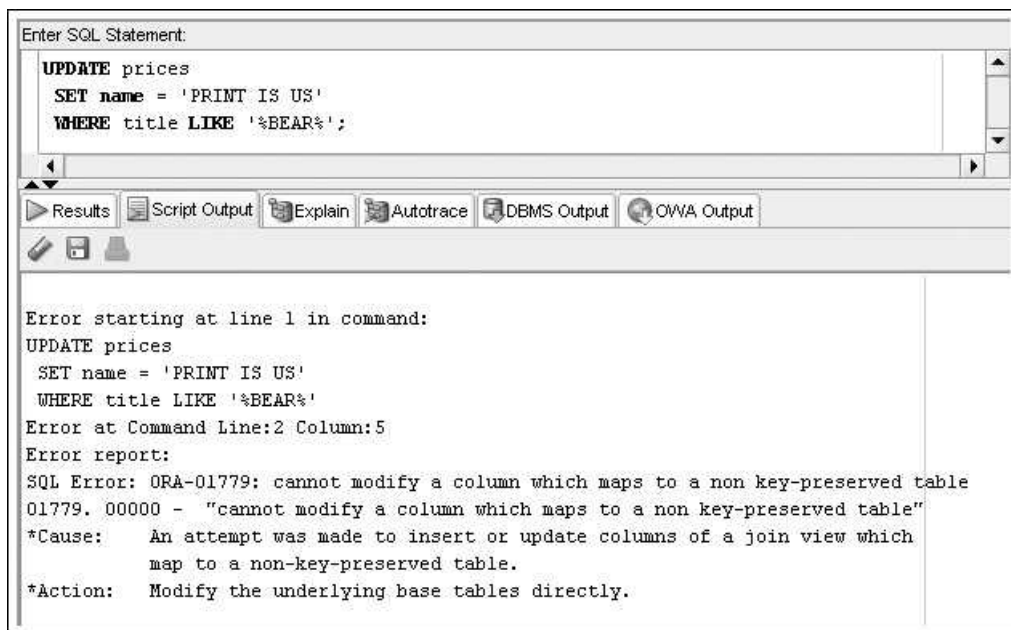 Enter SQL Statement:
UPDATE prices
SET name = 'PRINT IS US'
WHERE title LIKE '%BEAR%';
Results Script Output Explain Autotrace DBMS Output OWA Output
Error starting at line 1 in command:
UPDATE prices
SET name = 'PRINT IS US'
WHERE title LIKE '%BEAR%'
Error at Command Line:2 Column:5
Error report:
SQL Error: ORA-01779: cannot modify a column which maps to a non key-preserved table
01779. 00000 -  "cannot modify a column which maps to a non key-preserved table"
*Cause:    An attempt was made to insert or update columns of a join view which
map to a non-key-preserved table.
*Action:   Modify the underlying base tables directly.